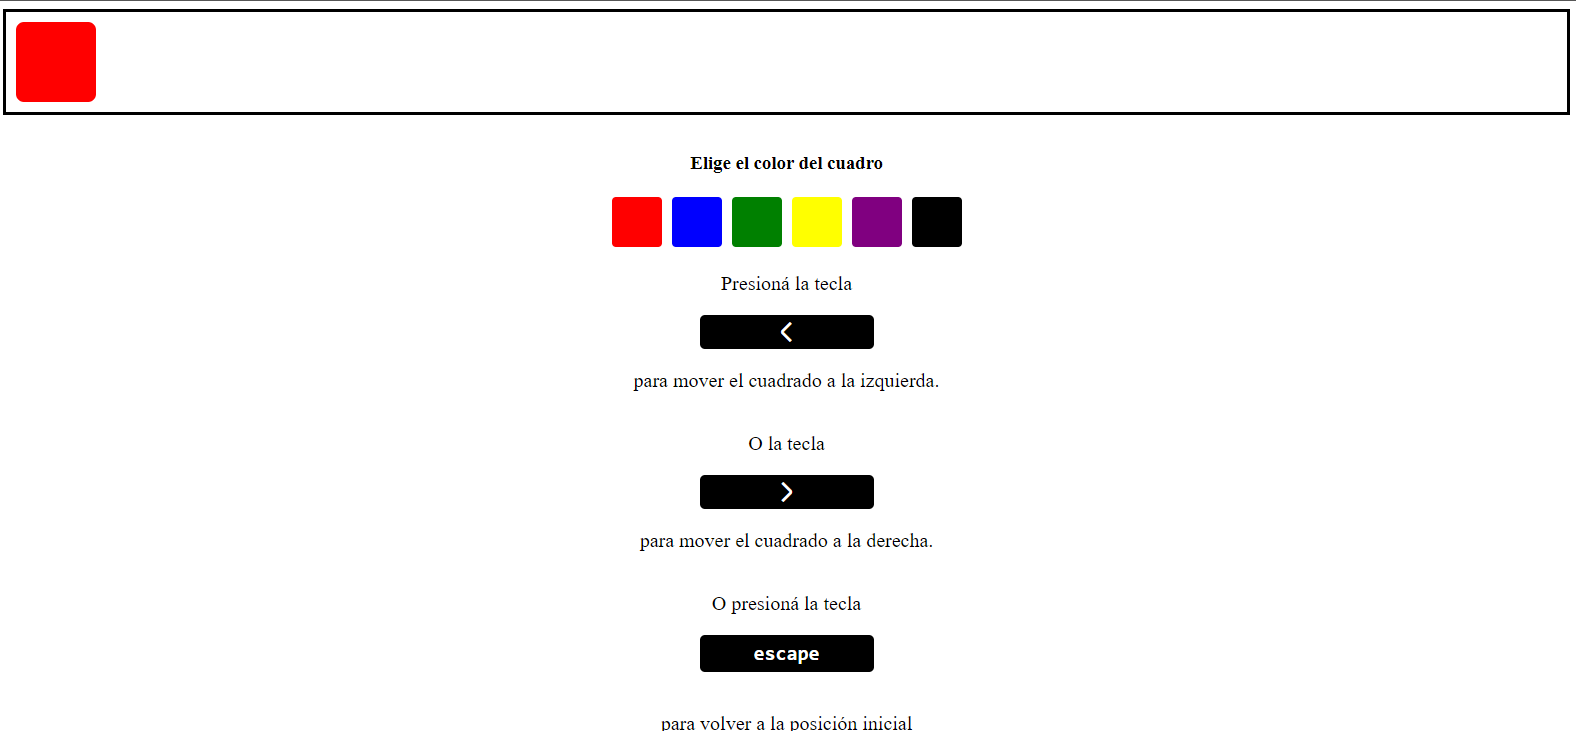 Elige el color del cuadro
Presioná la tecla
para mover el cuadrado a la izquierda.
O la tecla
para mover el cuadrado a la derecha.
O presioná la tecla
escape
para volver a la posición inicial